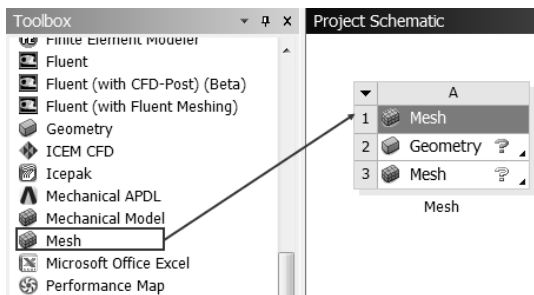 Toolbox
Finite Element Modeler
Fluent
Fluent (with CFD-Post) (Beta)
Fluent (with Fluent Meshing)
Geometry
ICEM CFD
Icepak
Mechanical APDL
Mechanical Model
Mesh
Microsoft Office Excel
Performance Map
Project Schematic
A
1 Mesh
2 Geometry ?
3 Mesh ?
Mesh